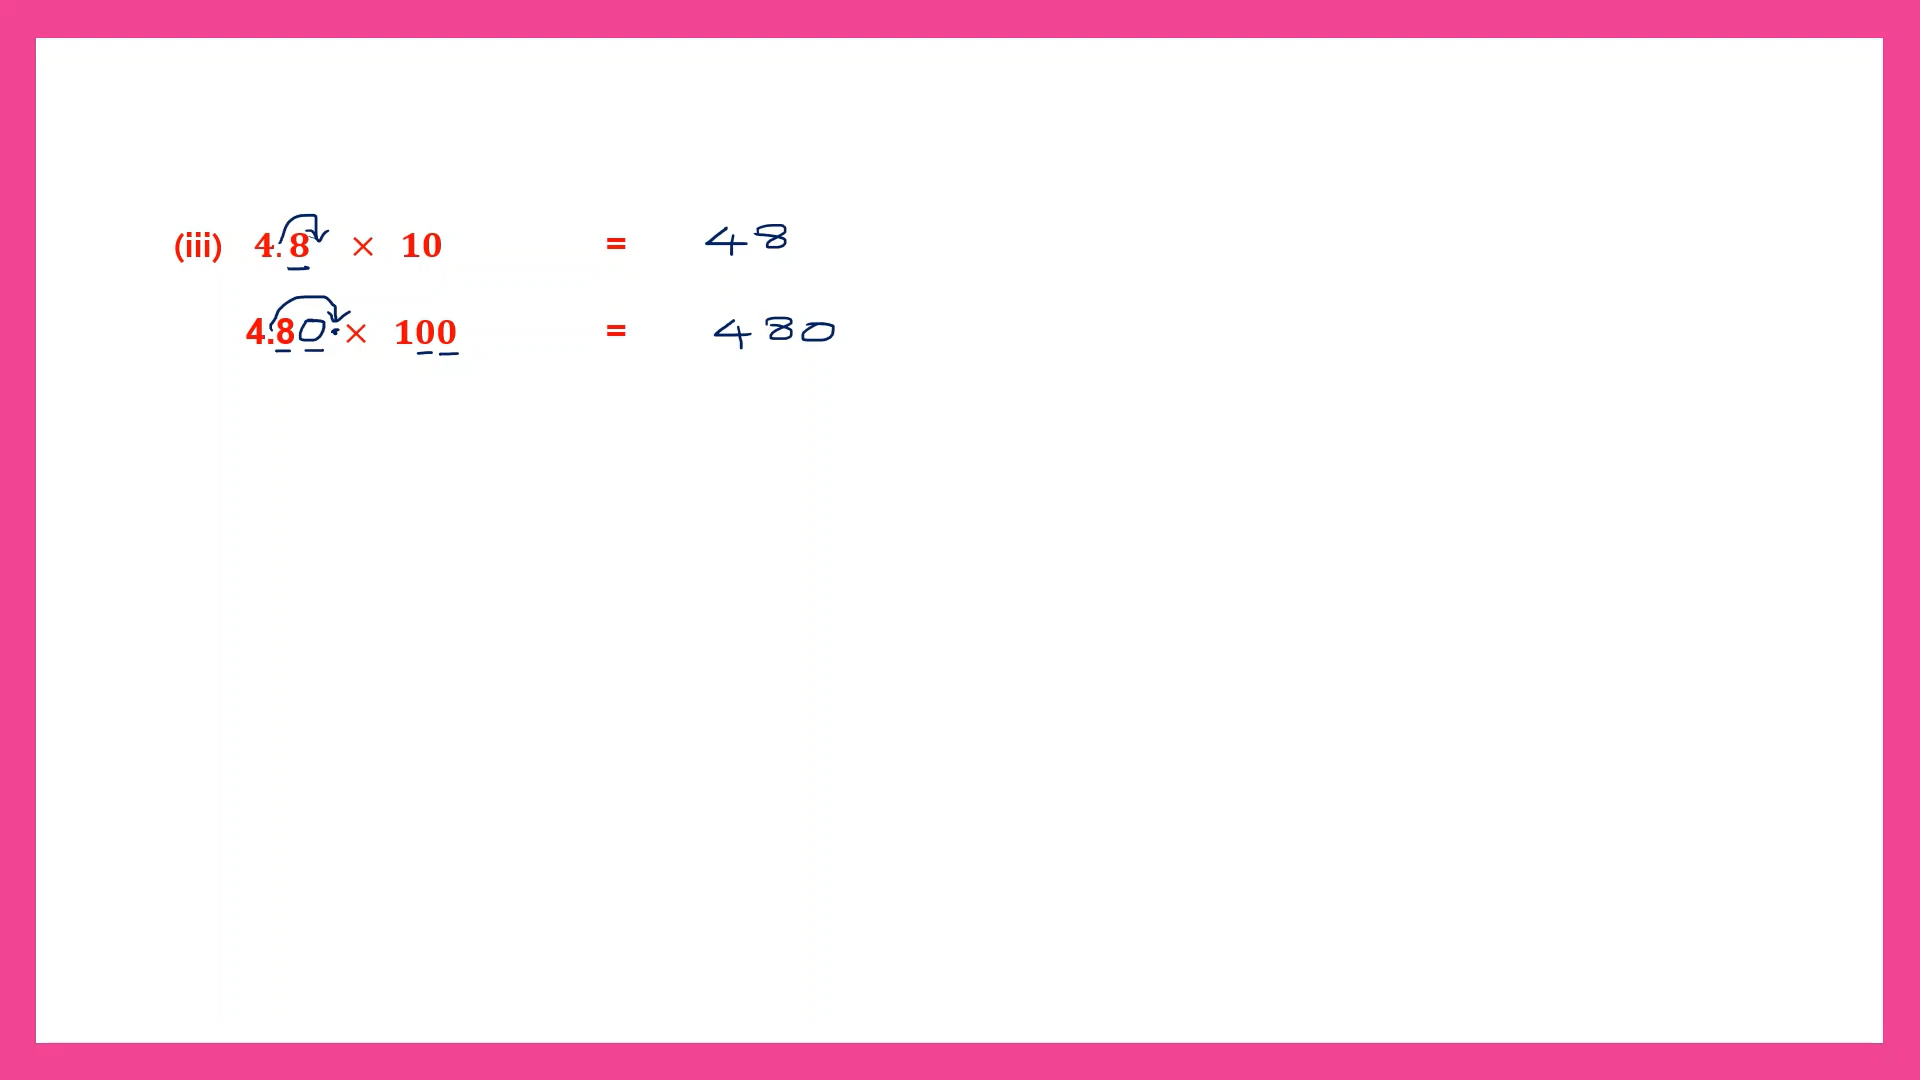 (iii) 4.8 × 10 = 48
4.80. × 100 = 480